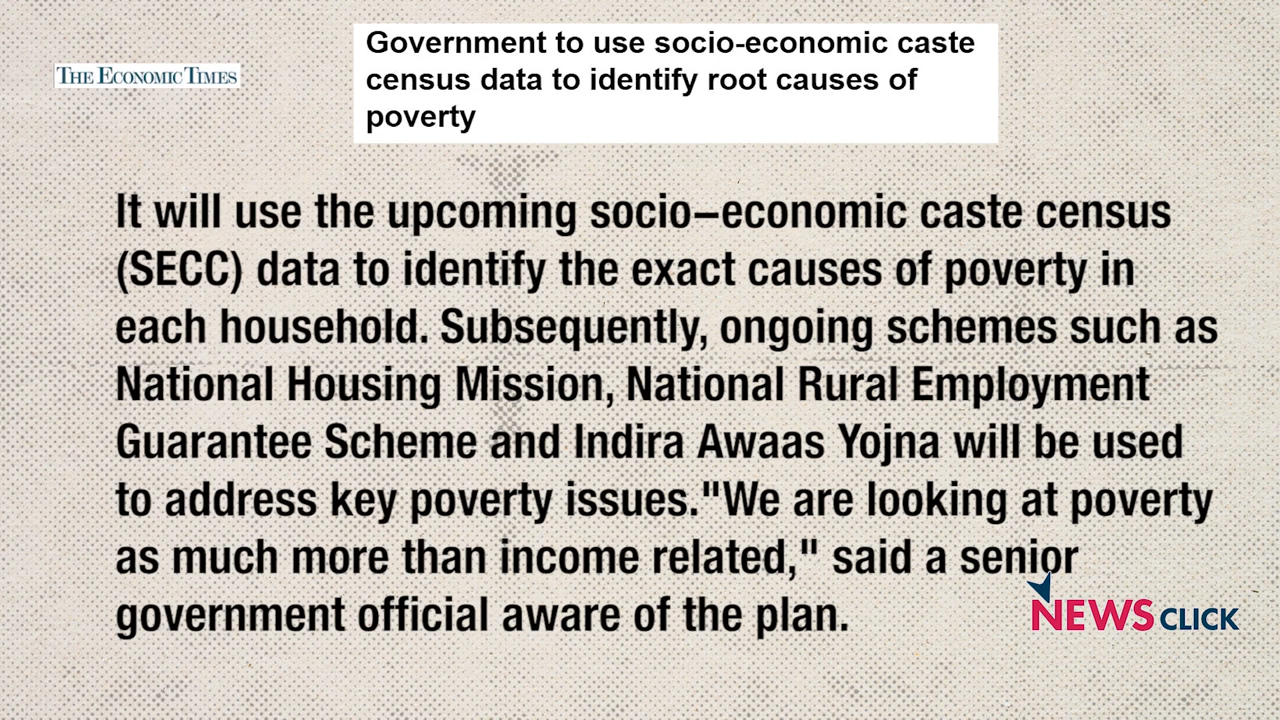 THE ECONOMIC TIMES
Government to use socio-economic caste
census data to identify root causes of
poverty
It will use the upcoming socio–economic caste census
(SECC) data to identify the exact causes of poverty in
each household. Subsequently, ongoing schemes such as
National Housing Mission, National Rural Employment
Guarantee Scheme and Indira Awaas Yojna will be used
to address key poverty issues."We are looking at poverty
as much more than income related," said a senior
government official aware of the plan.
NEWS CLICK